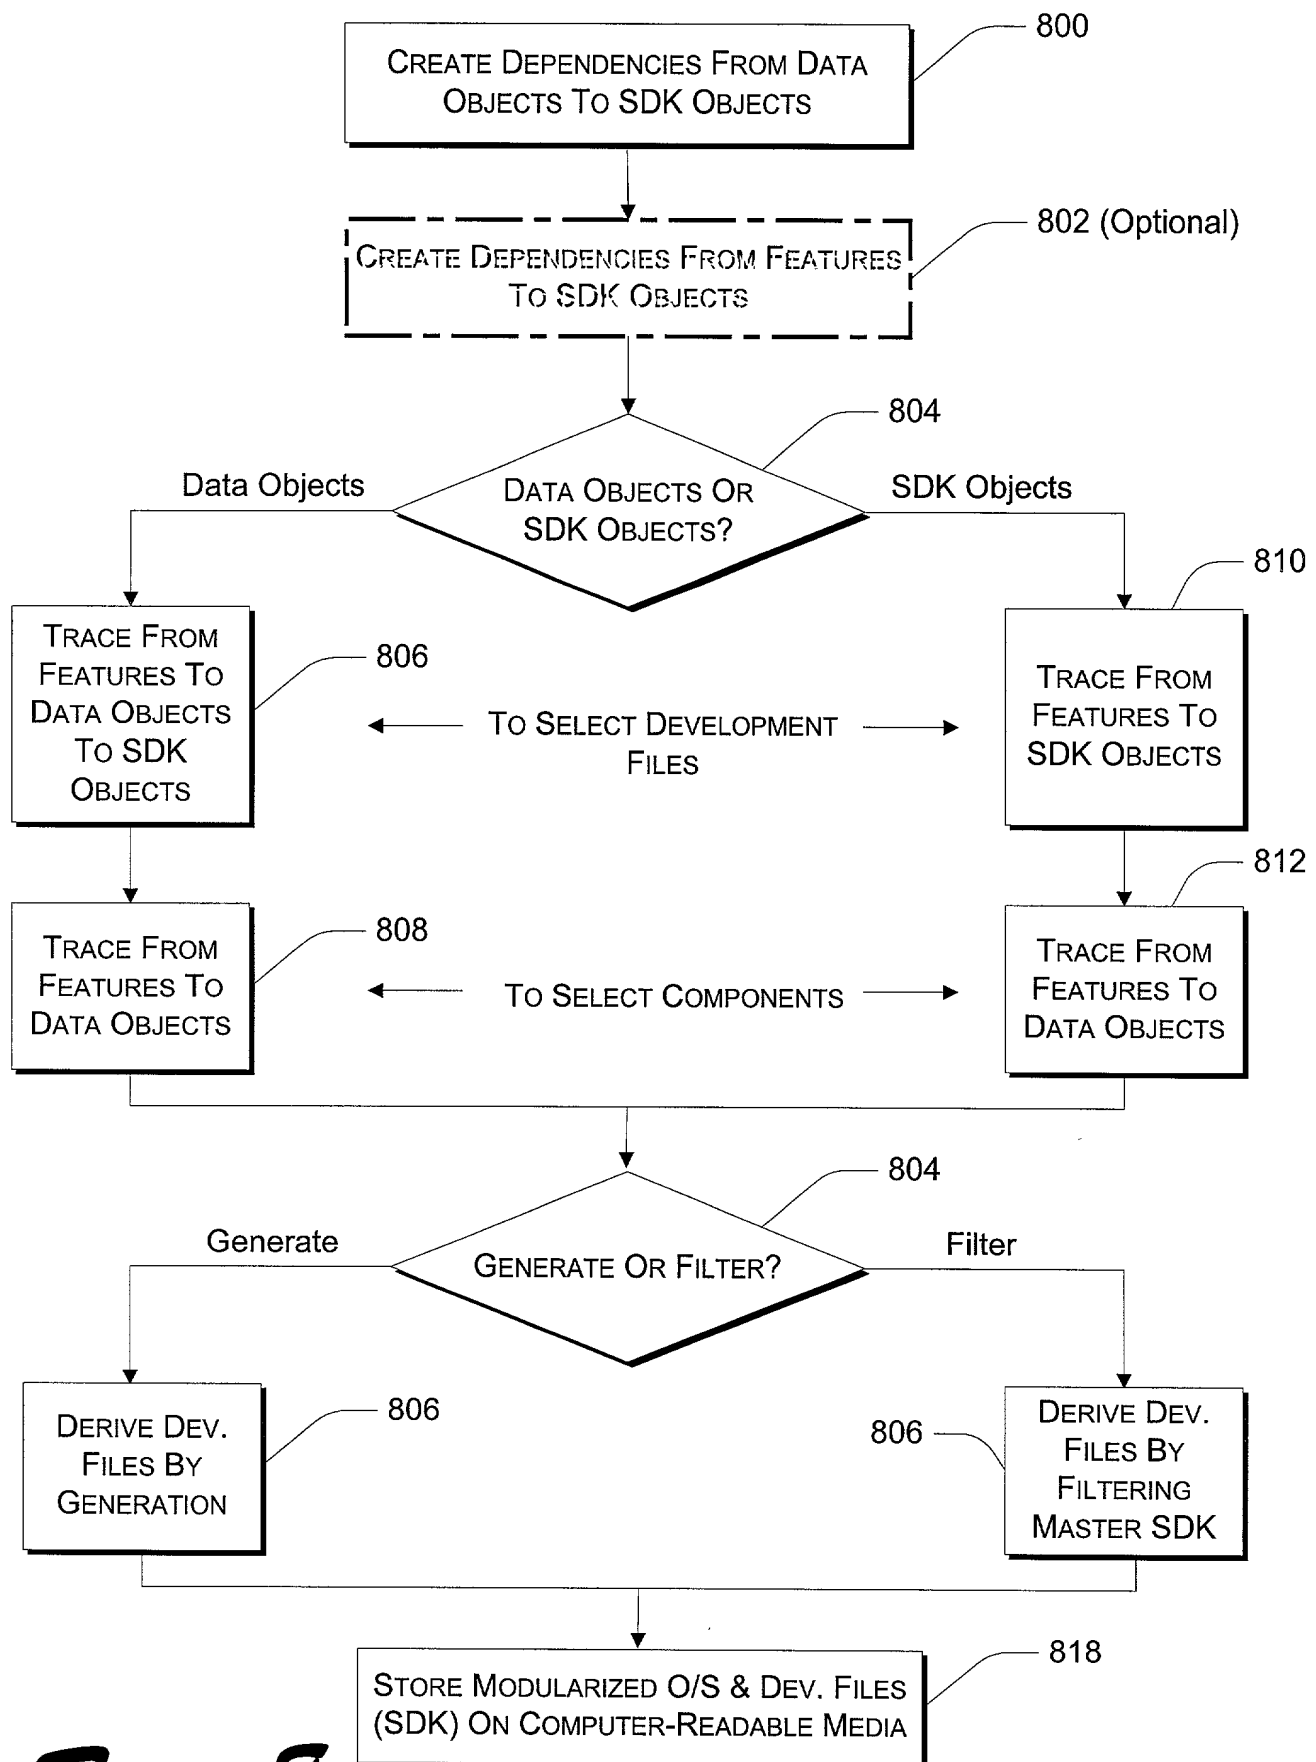 800
CREATE DEPENDENCIES FROM DATA
OBJECTS TO SDK OBJECTS
802 (Optional)
CREATE DEPENDENCIES FROM FEATURES
TO SDK OBJECTS
804
Data Objects
DATA OBJECTS OR
SDK OBJECTS?
SDK Objects
810
TRACE FROM
FEATURES TO
DATA OBJECTS
TO SDK
OBJECTS
806
TO SELECT DEVELOPMENT
FILES
TRACE FROM
FEATURES TO
SDK OBJECTS
812
TRACE FROM
FEATURES TO
DATA OBJECTS
808
TO SELECT COMPONENTS
TRACE FROM
FEATURES TO
DATA OBJECTS
804
Generate
GENERATE OR FILTER?
Filter
DERIVE DEV.
FILES BY
GENERATION
806
806
DERIVE DEV.
FILES BY
FILTERING
MASTER SDK
818
STORE MODULARIZED O/S & DEV. FILES
(SDK) ON COMPUTER-READABLE MEDIA